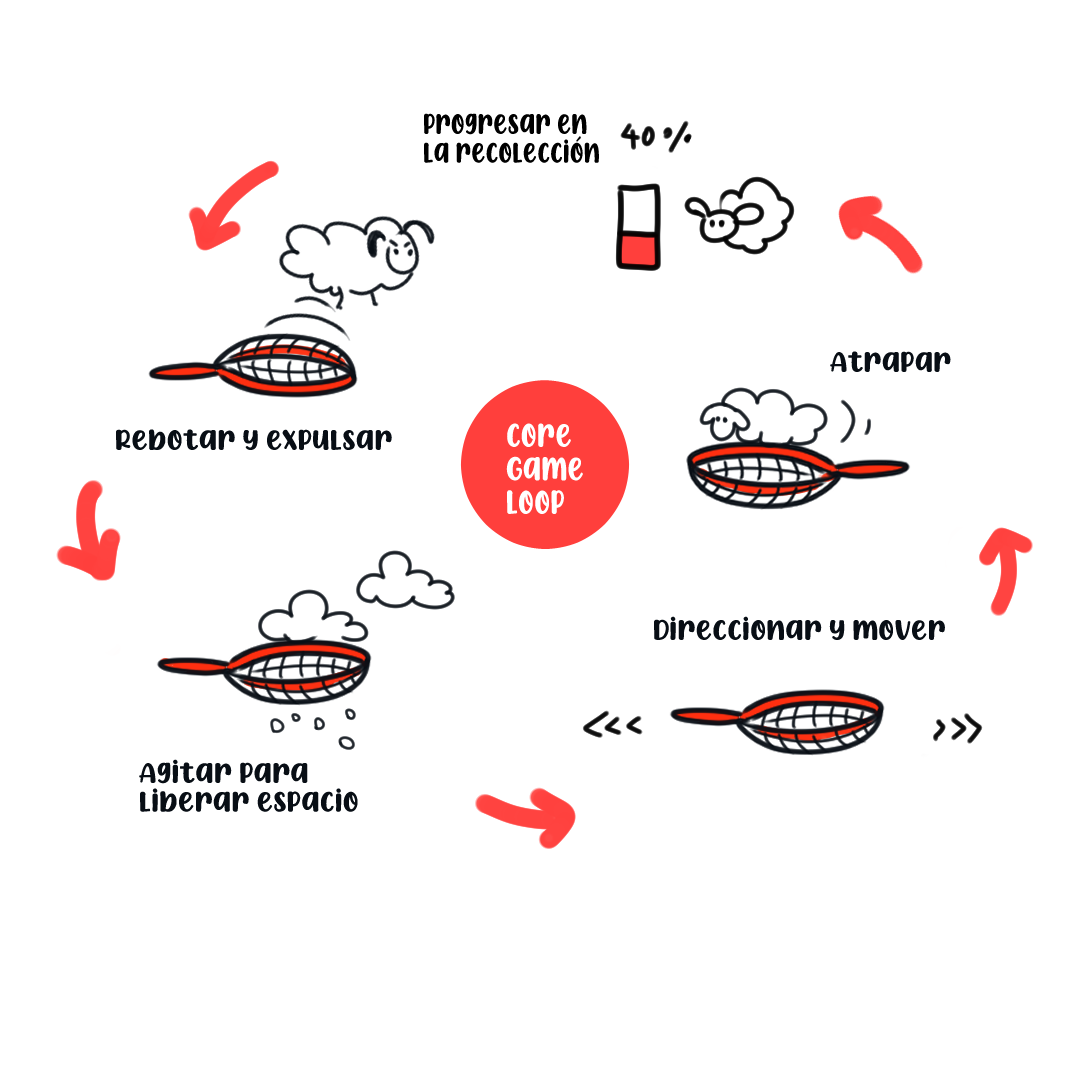 Progresar en
la recolección
40%
Atrapar
Rebotar y expulsar
CORE
GAME
LOOP
Direccionar y mover
<<<
>>>
Agitar para
liberar espacio